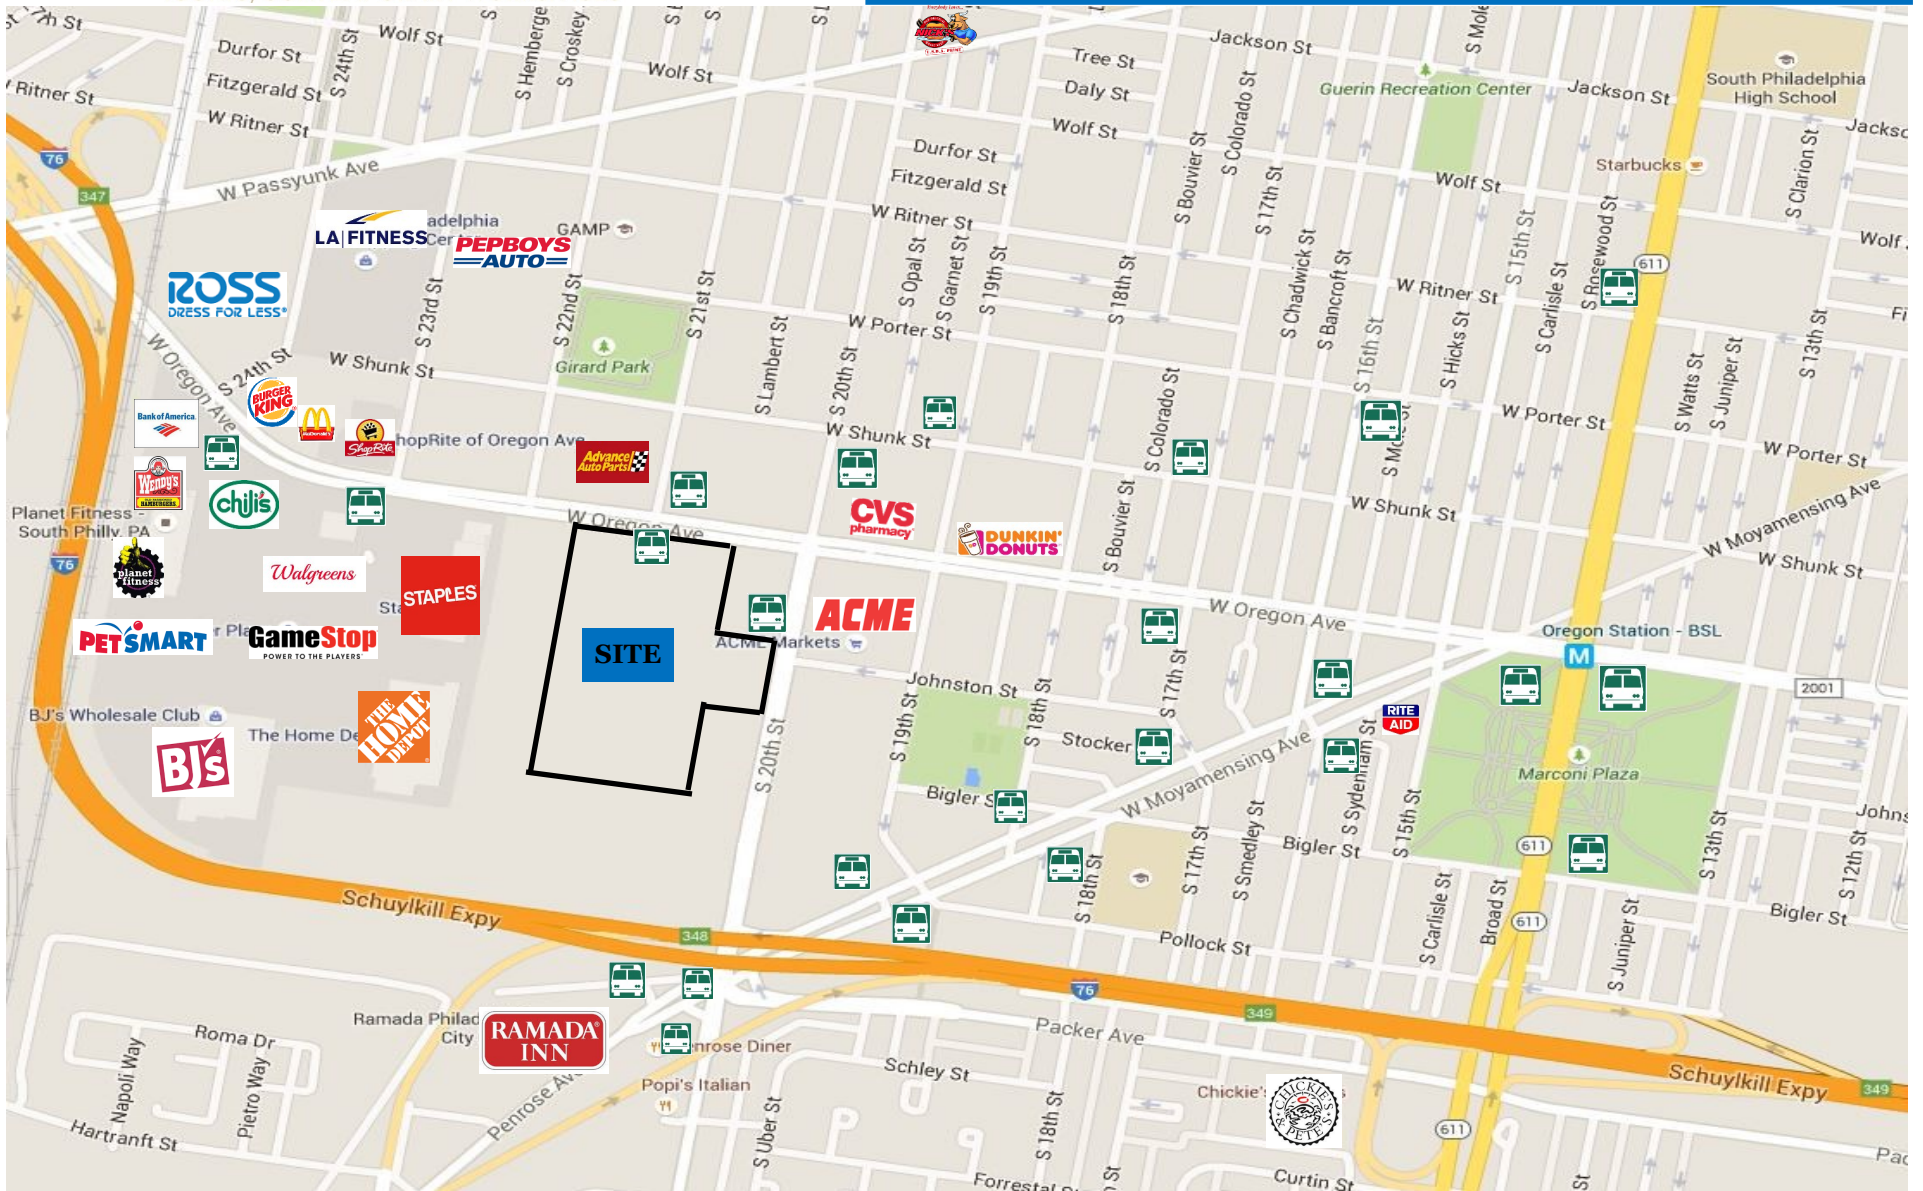 Durfor St
Wolf St
S 24th St
S Hemberge
S Croskey
Fitzgerald St
W Ritner St
W Passyunk Ave
Wolf St
NICK'S
Tree St
Daly St
Wolf St
Jackson St
Guerin Recreation Center
Jackson St
South Philadelphia
High School
Starbucks
S Clarion St
Wolf St
76
347
LA|FITNESS
adelphia
PEPBOYS
AUTO
GAMP
Durfor St
Fitzgerald St
W Ritner St
S Bouvier St
S Colorado St
S 17th St
ROSS
DRESS FOR LESS®
S 23rd St
S 22nd St
S 21st St
S Opal St
S Garnet St
S 19th St
S 18th St
S Chadwick St
S Bancroft St
W Ritner St
S 15th St
S Carlisle St
S Rosewood St
611
W Oregon Ave
S 24th St
W Shunk St
Girard Park
S Lambert St
W Porter St
S 20th St
S 16th St
S Hicks St
S Watts St
S Juniper St
S 13th St
Bank of America
BURGER
KING
McDonald's
ShopRite
hopRite of Oregon Ave
Advance
Auto Parts
W Shunk St
S Colorado St
W Porter St
W Porter St
WENDY'S
HAMBURGERS
chili's
Planet Fitness -
South Philly, PA
planet
fitness
W Oregon Ave
CVS
pharmacy
DUNKIN'
DONUTS
S Bouvier St
W Shunk St
W Moyamensing Ave
W Shunk St
76
Walgreens
STAPLES
PETSMART
GameStop
POWER TO THE PLAYERS
SITE
ACME
ACME Markets
W Oregon Ave
Oregon Station - BSL
M
2001
Johnston St
S 19th St
S 18th St
S 17th St
Stocker
RITE
AID
BJ's Wholesale Club
BJ's
The Home De
THE
HOME
DEPOT
S 20th St
Bigler S
W Moyamensing Ave
S Sydenham St
S 15th St
Marconi Plaza
S 13th St
S 12th St
Schuylkill Expy
348
S 18th St
S 17th St
S Smedley St
Bigler St
611
S Carlisle St
Broad St
611
S Juniper St
Bigler St
Pollock St
76
349
Packer Ave
Roma Dr
Napoli Way
Pietro Way
Hartranft St
Ramada Philad
City
RAMADA®
INN
Penrose Ave
enrose Diner
Popi's Italian
S Uber St
Schley St
S 18th St
Chickie's
CHICKIE'S
& PETE'S
Schuylkill Expy
349
611
Curtin St